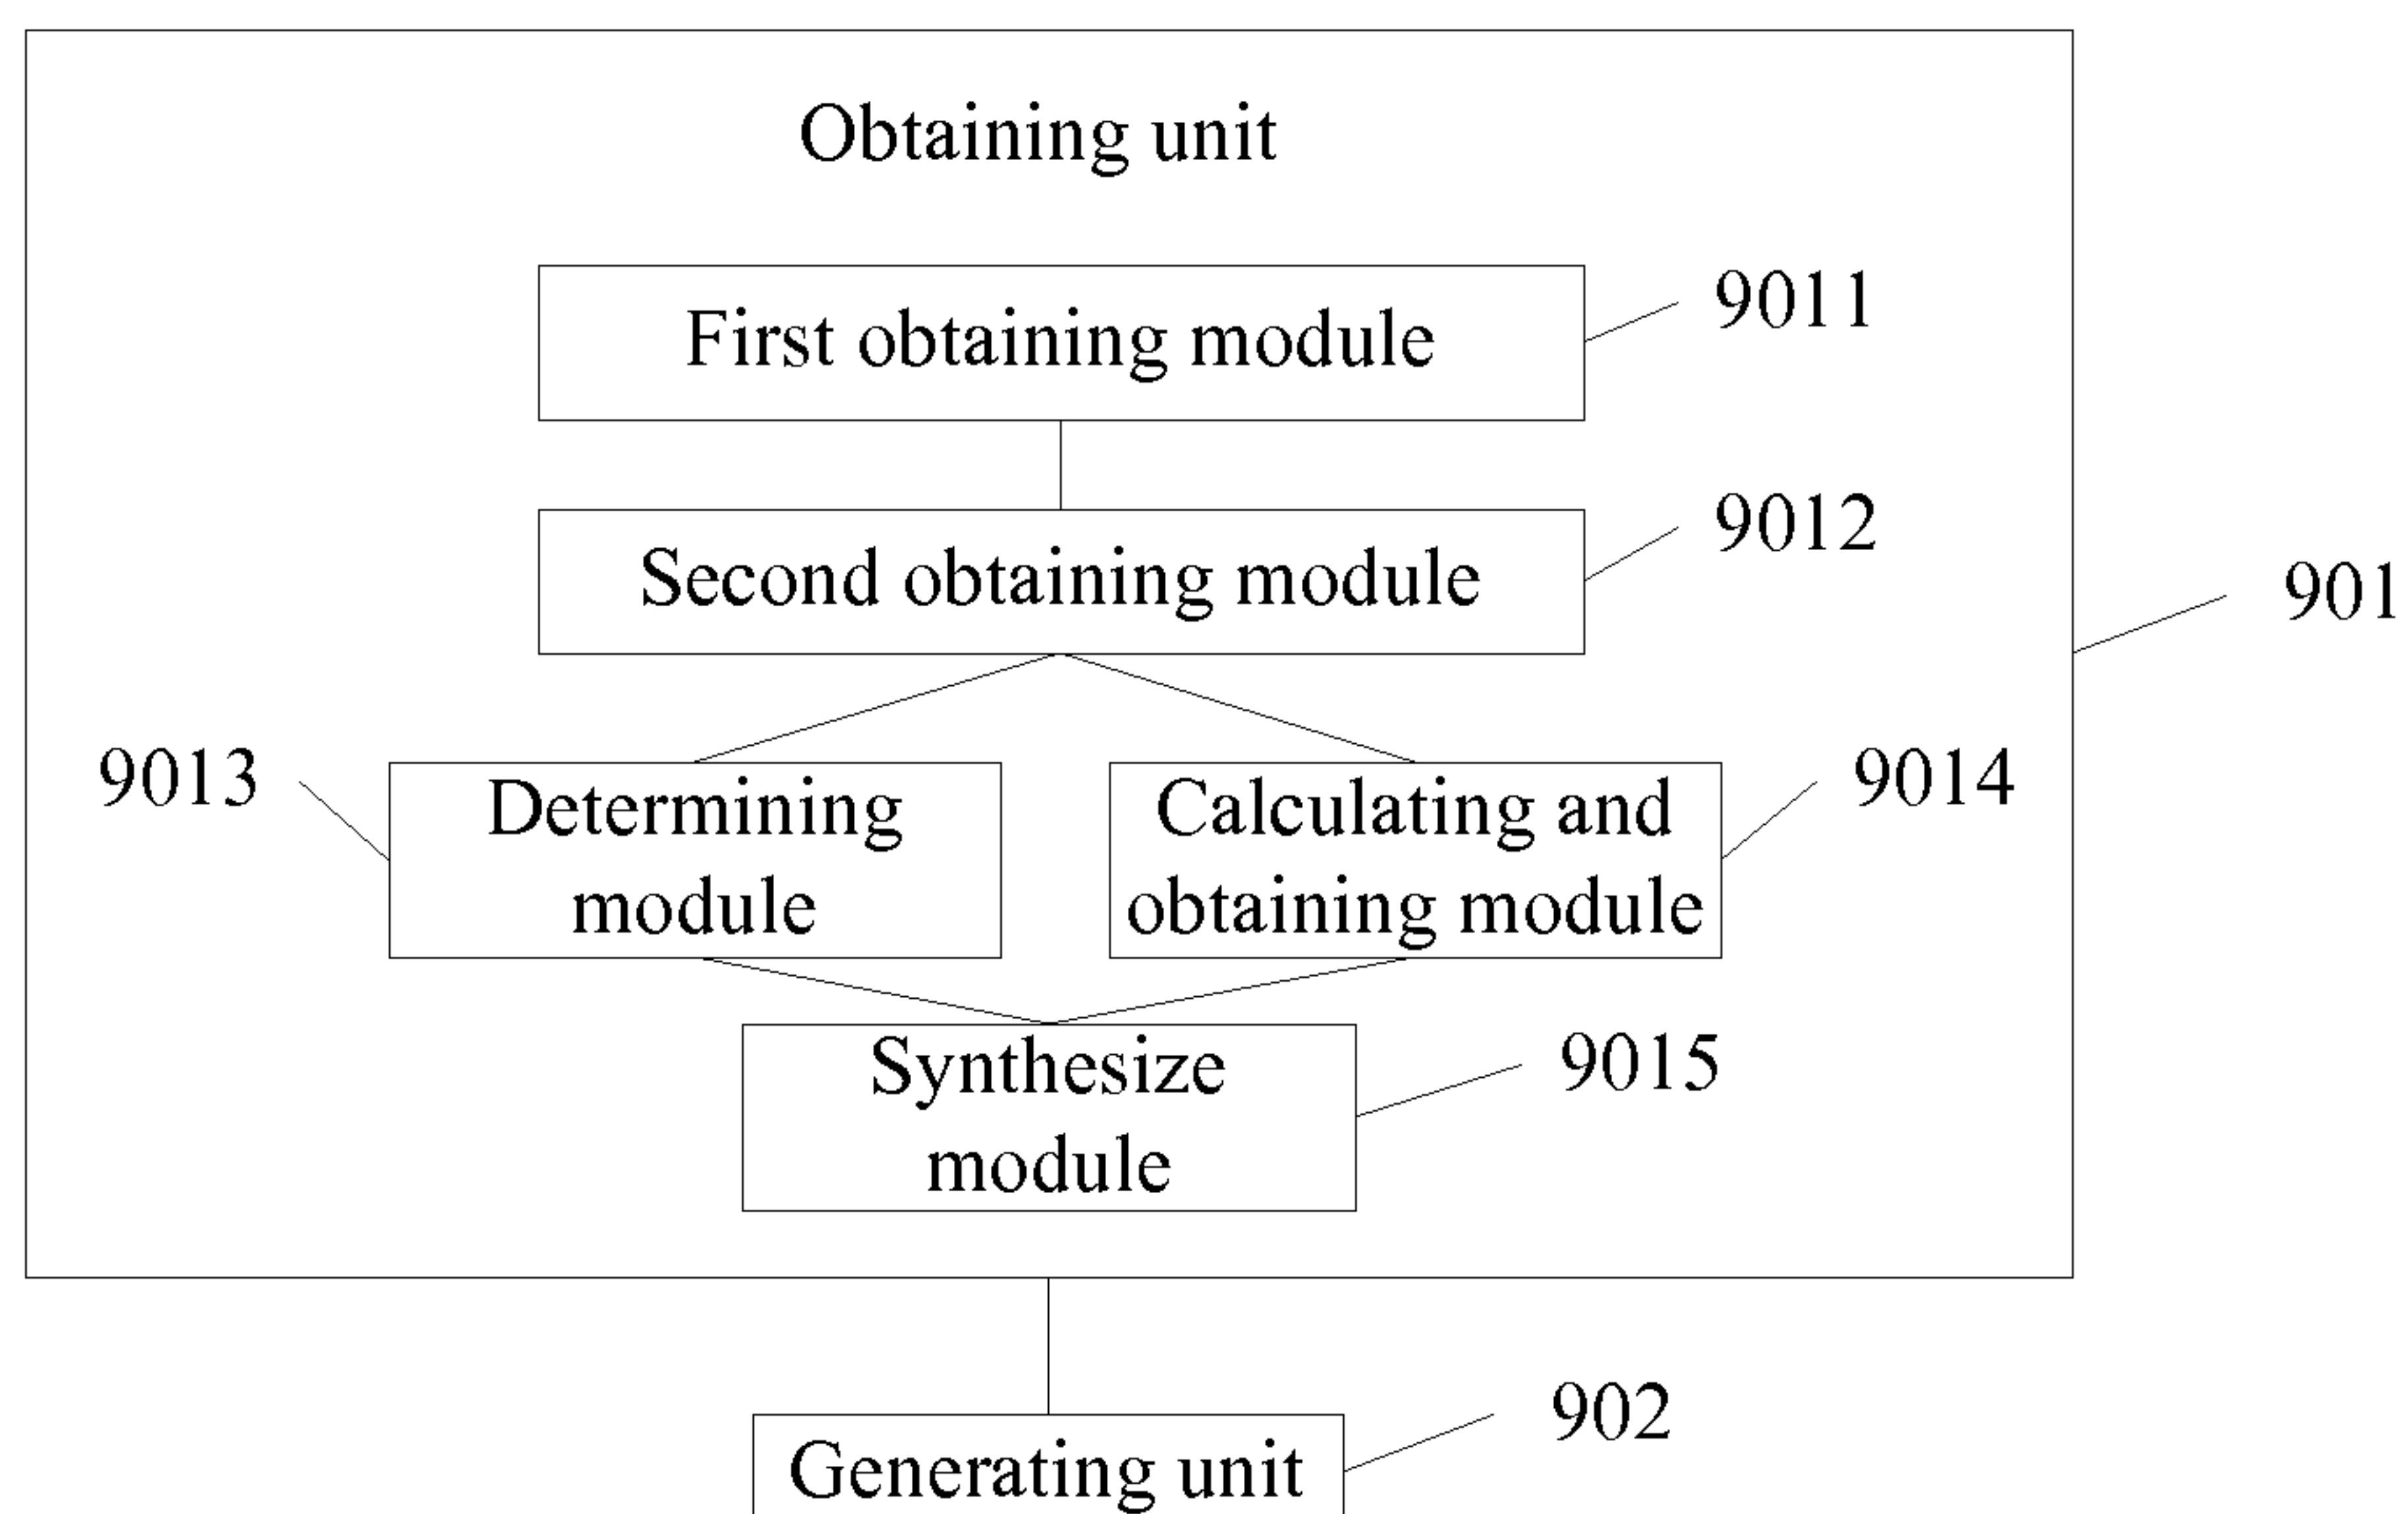 Obtaining unit
First obtaining module
9011
Second obtaining module
9012
901
9013
Determining
module
Calculating and
obtaining module
9014
Synthesize
module
9015
Generating unit
902